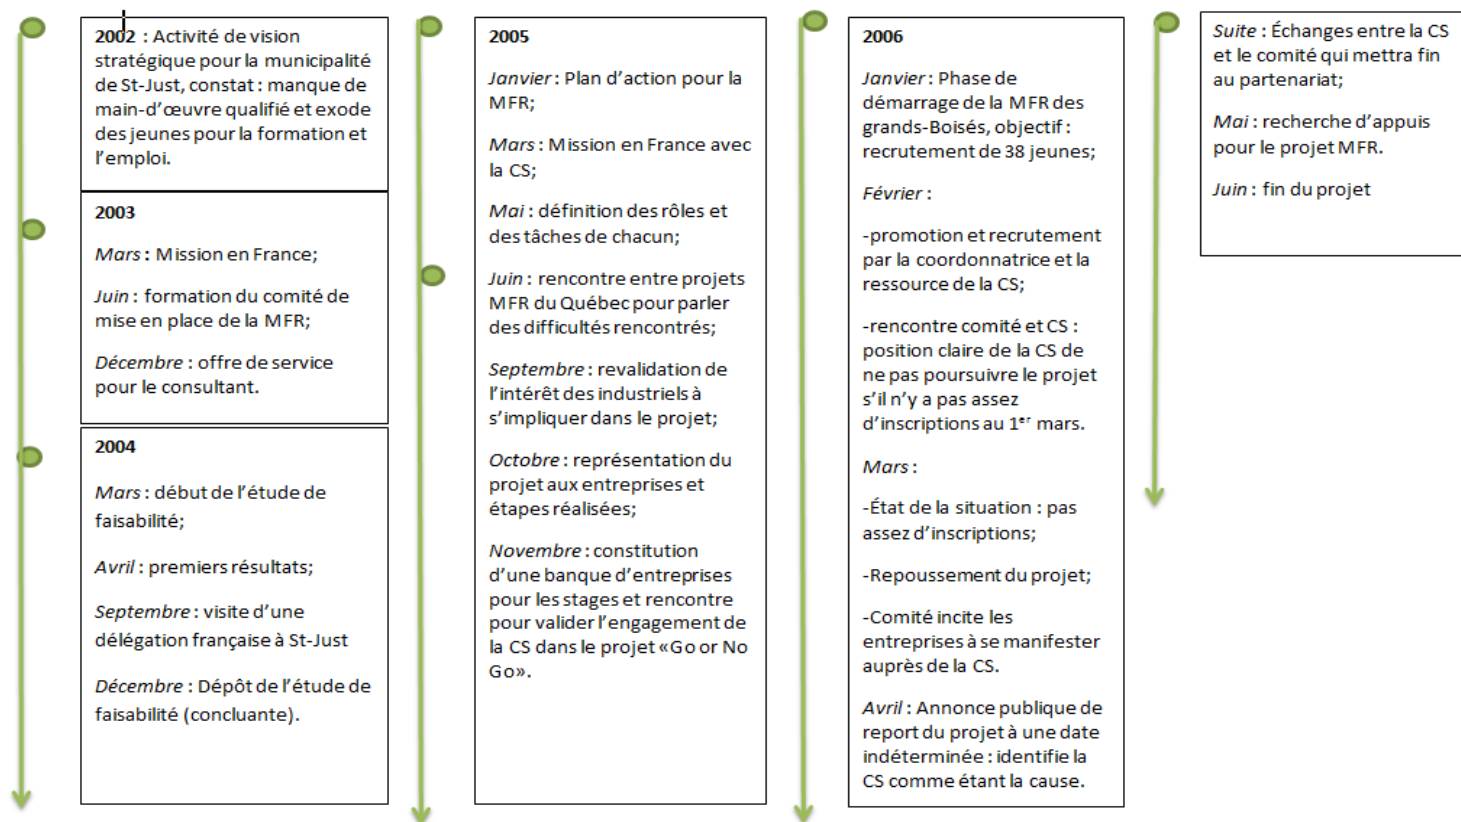 2002 : Activité de vision
stratégique pour la municipalité
de St-Just, constat : manque de
main-d’œuvre qualifié et exode
des jeunes pour la formation et
l’emploi.
2003
Mars : Mission en France;
Juin : formation du comité de
mise en place de la MFR;
Décembre : offre de service
pour le consultant.
2004
Mars : début de l’étude de
faisabilité;
Avril : premiers résultats;
Septembre : visite d’une
délégation française à St-Just
Décembre : Dépôt de l’étude de
faisabilité (concluante).
2005
Janvier : Plan d’action pour la
MFR;
Mars : Mission en France avec
la CS;
Mai : définition des rôles et
des tâches de chacun;
Juin : rencontre entre projets
MFR du Québec pour parler
des difficultés rencontrés;
Septembre : revalidation de
l’intérêt des industriels à
s’impliquer dans le projet;
Octobre : représentation du
projet aux entreprises et
étapes réalisées;
Novembre : constitution
d’une banque d’entreprises
pour les stages et rencontre
pour valider l’engagement de
la CS dans le projet «Go or No
Go».
2006
Janvier : Phase de
démarrage de la MFR des
grands-Boisés, objectif :
recrutement de 38 jeunes;
Février :
-promotion et recrutement
par la coordonnatrice et la
ressource de la CS;
-rencontre comité et CS :
position claire de la CS de
ne pas poursuivre le projet
s’il n’y a pas assez
d’inscriptions au 1er mars.
Mars :
-État de la situation : pas
assez d’inscriptions;
-Repoussement du projet;
-Comité incite les
entreprises à se manifester
auprès de la CS.
Avril : Annonce publique de
report du projet à une date
indéterminée : identifie la
CS comme étant la cause.
Suite : Échanges entre la CS
et le comité qui mettra fin
au partenariat;
Mai : recherche d’appuis
pour le projet MFR.
Juin : fin du projet